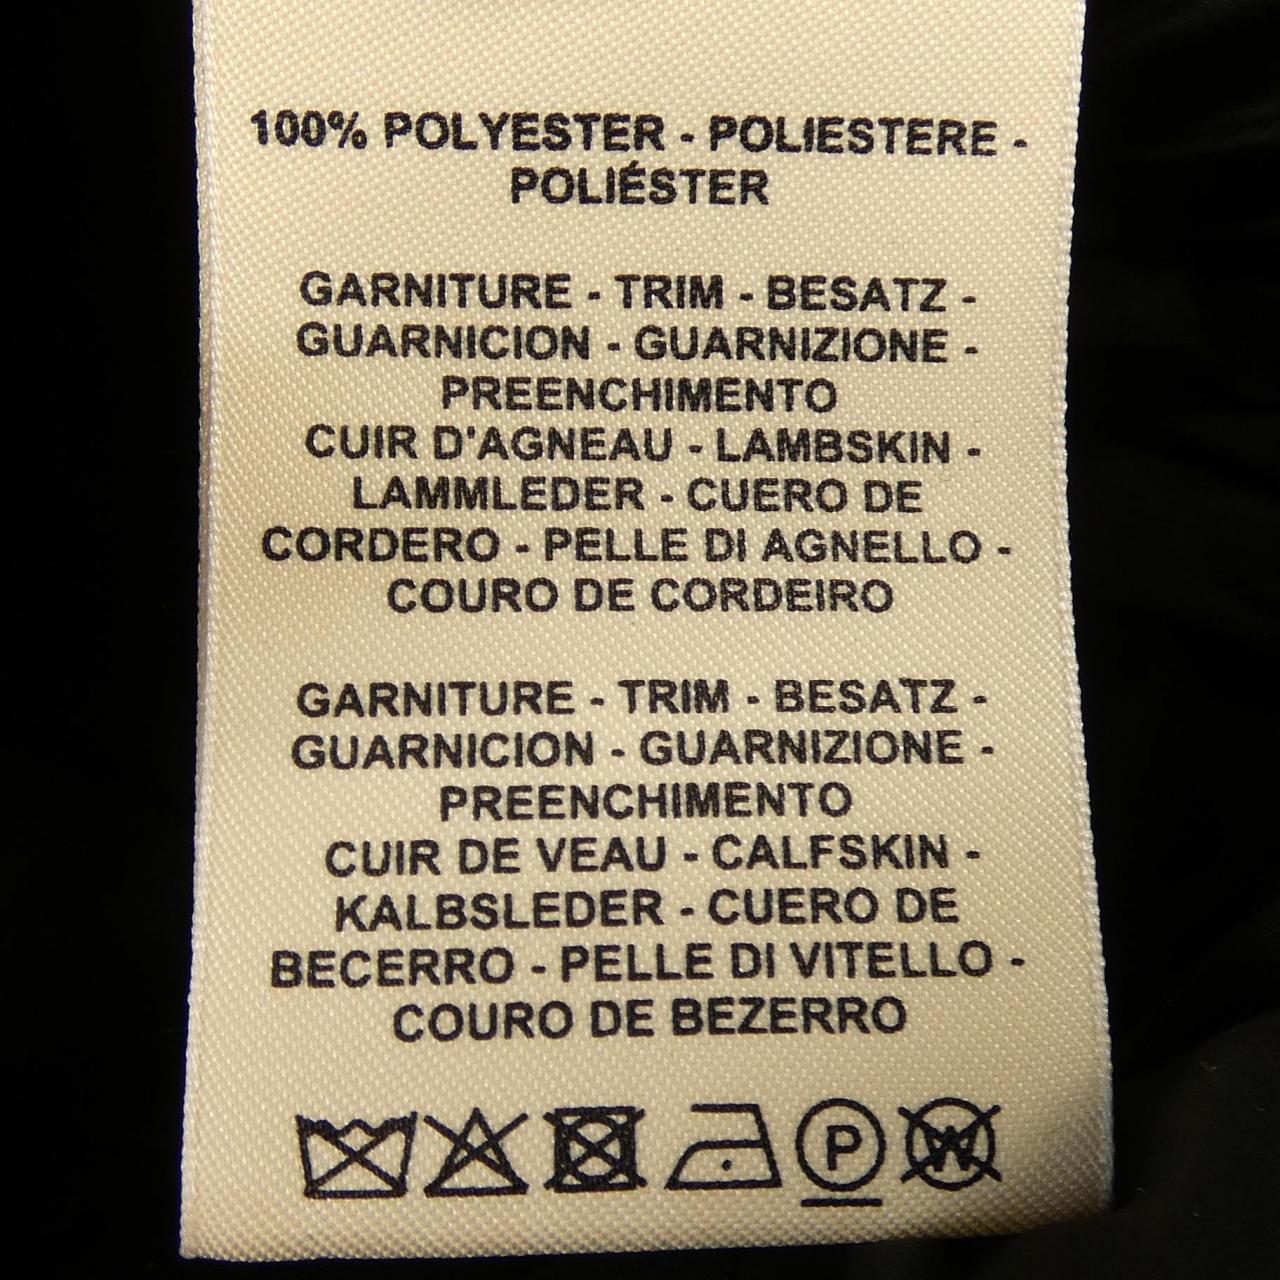 100% POLYESTER - POLIESTERE -
POLIÉSTER
GARNITURE - TRIM - BESATZ -
GUARNICION - GUARNIZIONE -
PREENCHIMENTO
CUIR D'AGNEAU - LAMBSKIN -
LAMMLEDER - CUERO DE
CORDERO - PELLE DI AGNELLO -
COURO DE CORDEIRO
GARNITURE - TRIM - BESATZ -
GUARNICION - GUARNIZIONE -
PREENCHIMENTO
CUIR DE VEAU - CALFSKIN -
KALBSLEDER - CUERO DE
BECERRO - PELLE DI VITELLO -
COURO DE BEZERRO
P W